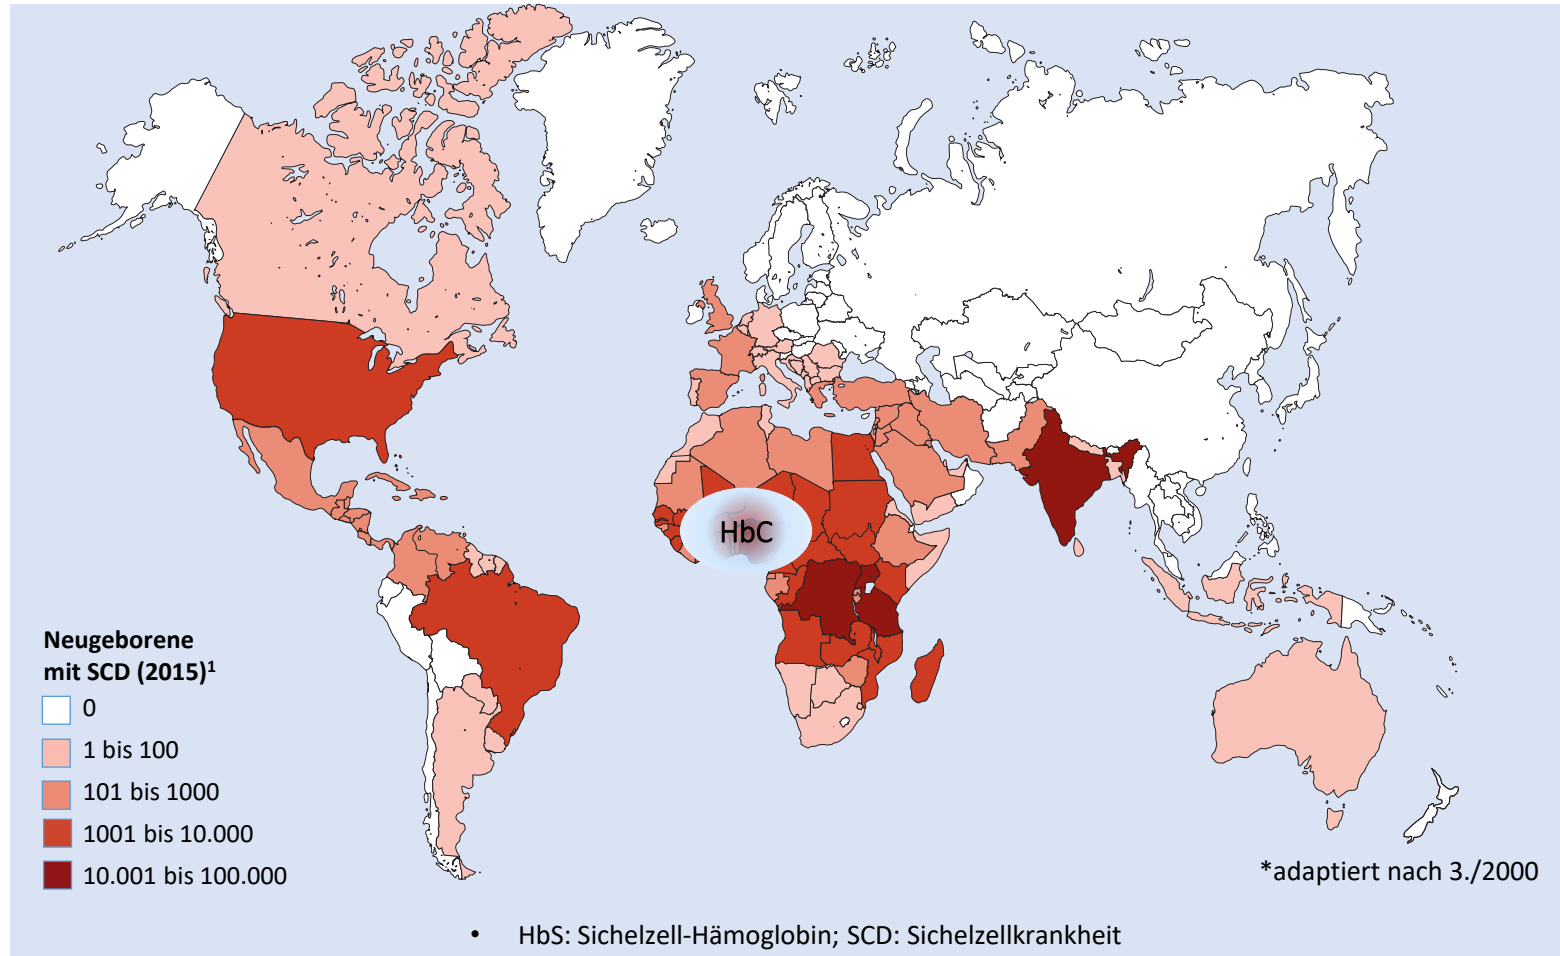 HbC
Neugeborene
mit SCD (2015)¹
0
1 bis 100
101 bis 1000
1001 bis 10.000
10.001 bis 100.000
*adaptiert nach 3./2000
• HbS: Sichelzell-Hämoglobin; SCD: Sichelzellkrankheit